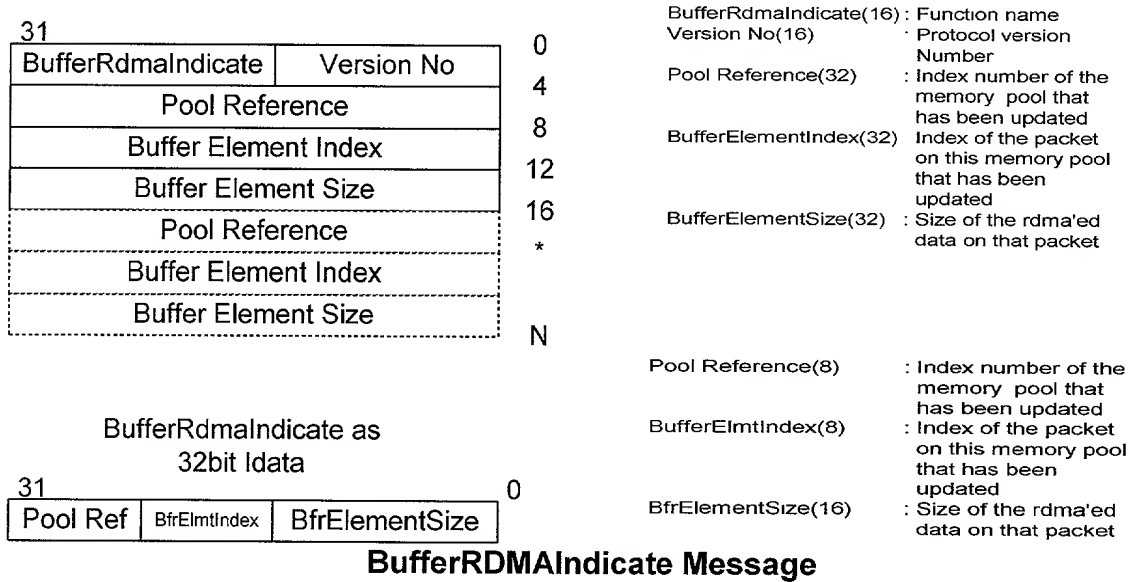 31
0
BufferRdmaIndicate Version No
4
Pool Reference
8
Buffer Element Index
12
Buffer Element Size
16
Pool Reference
*
Buffer Element Index
Buffer Element Size
N
BufferRdmaIndicate(16) : Function name
Version No(16) : Protocol version
Number
Pool Reference(32) : Index number of the
memory pool that
has been updated
BufferElementIndex(32) Index of the packet
on this memory pool
that has been
updated
BufferElementSize(32) : Size of the rdma'ed
data on that packet
BufferRdmaIndicate as
32bit Idata
31 0
Pool Ref BfrElmtIndex BfrElementSize
Pool Reference(8) : Index number of the
memory pool that
has been updated
BufferElmtIndex(8) : Index of the packet
on this memory pool
that has been
updated
BfrElementSize(16) : Size of the rdma'ed
data on that packet
BufferRDMAIndicate Message